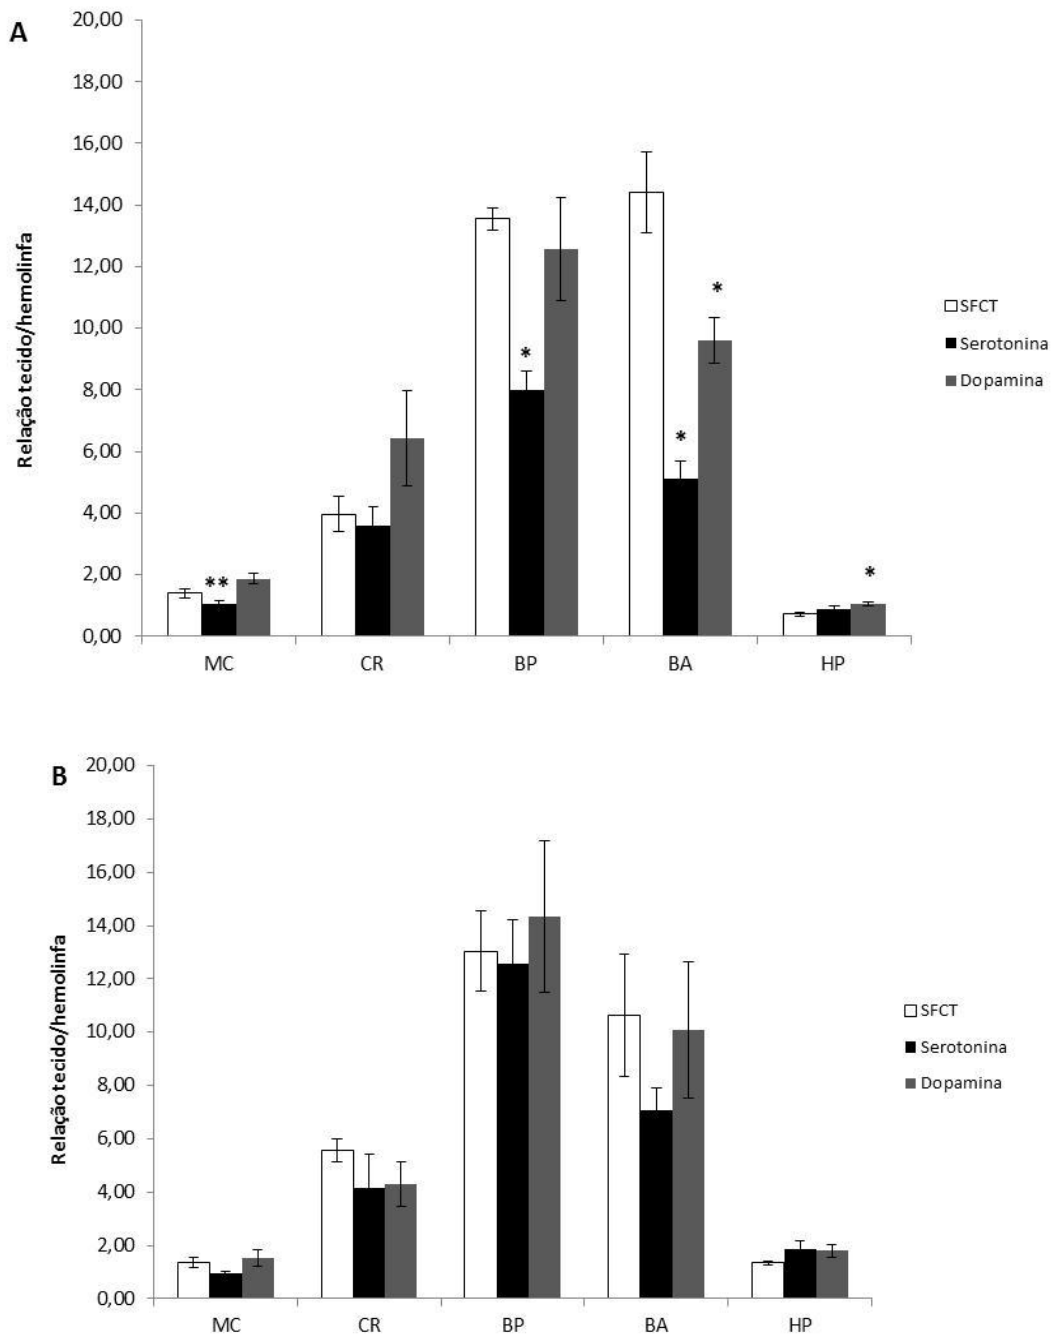 A
Relação tecido/hemolinfa
20,00
18,00
16,00
14,00
12,00
10,00
8,00
6,00
4,00
2,00
0,00
**
*
*
*
*
MC CR BP BA HP
SFCT
Serotonina
Dopamina
B
Relação tecido/hemolinfa
20,00
18,00
16,00
14,00
12,00
10,00
8,00
6,00
4,00
2,00
0,00
MC CR BP BA HP
SFCT
Serotonina
Dopamina